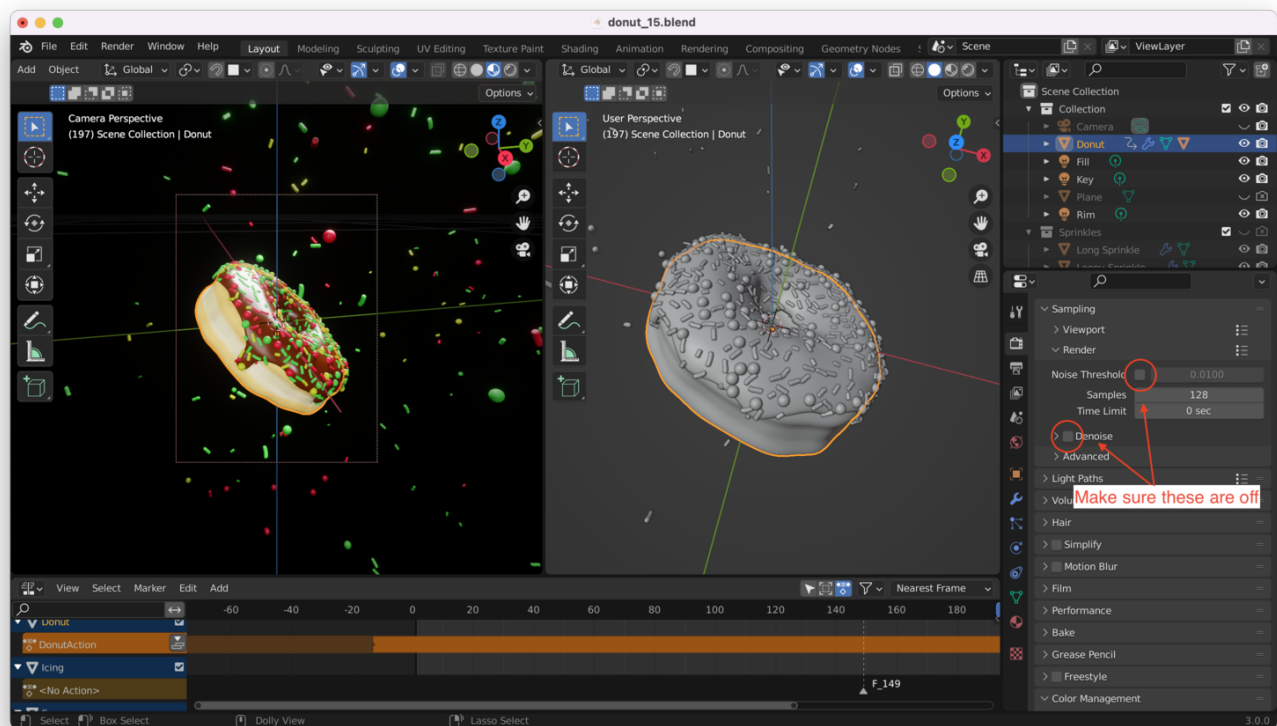 donut_15.blend
File Edit Render Window Help Layout Modeling Sculpting UV Editing Texture Paint Shading Animation Rendering Compositing Geometry Nodes Scene ViewLayer
Add Object Global Global
Options Options
Camera Perspective
(197) Scene Collection | Donut
Z
Y
X
User Perspective
(197) Scene Collection | Donut
Y
Z
X
Scene Collection
Collection
Camera
Donut
Fill
Key
Plane
Rim
Sprinkles
Long Sprinkle
Sampling
Viewport
Render
Noise Threshold 0.0100
Samples 128
Time Limit 0 sec
Denoise
Advanced
Light Paths
Make sure these are off
Hair
Simplify
Motion Blur
Film
Performance
Bake
Grease Pencil
Freestyle
Color Management
View Select Marker Edit Add Nearest Frame
-60 -40 -20 0 20 40 60 80 100 120 140 160 180
Donut
DonutAction
Icing
<No Action>
F_149
Select Box Select Dolly View Lasso Select 3.0.0